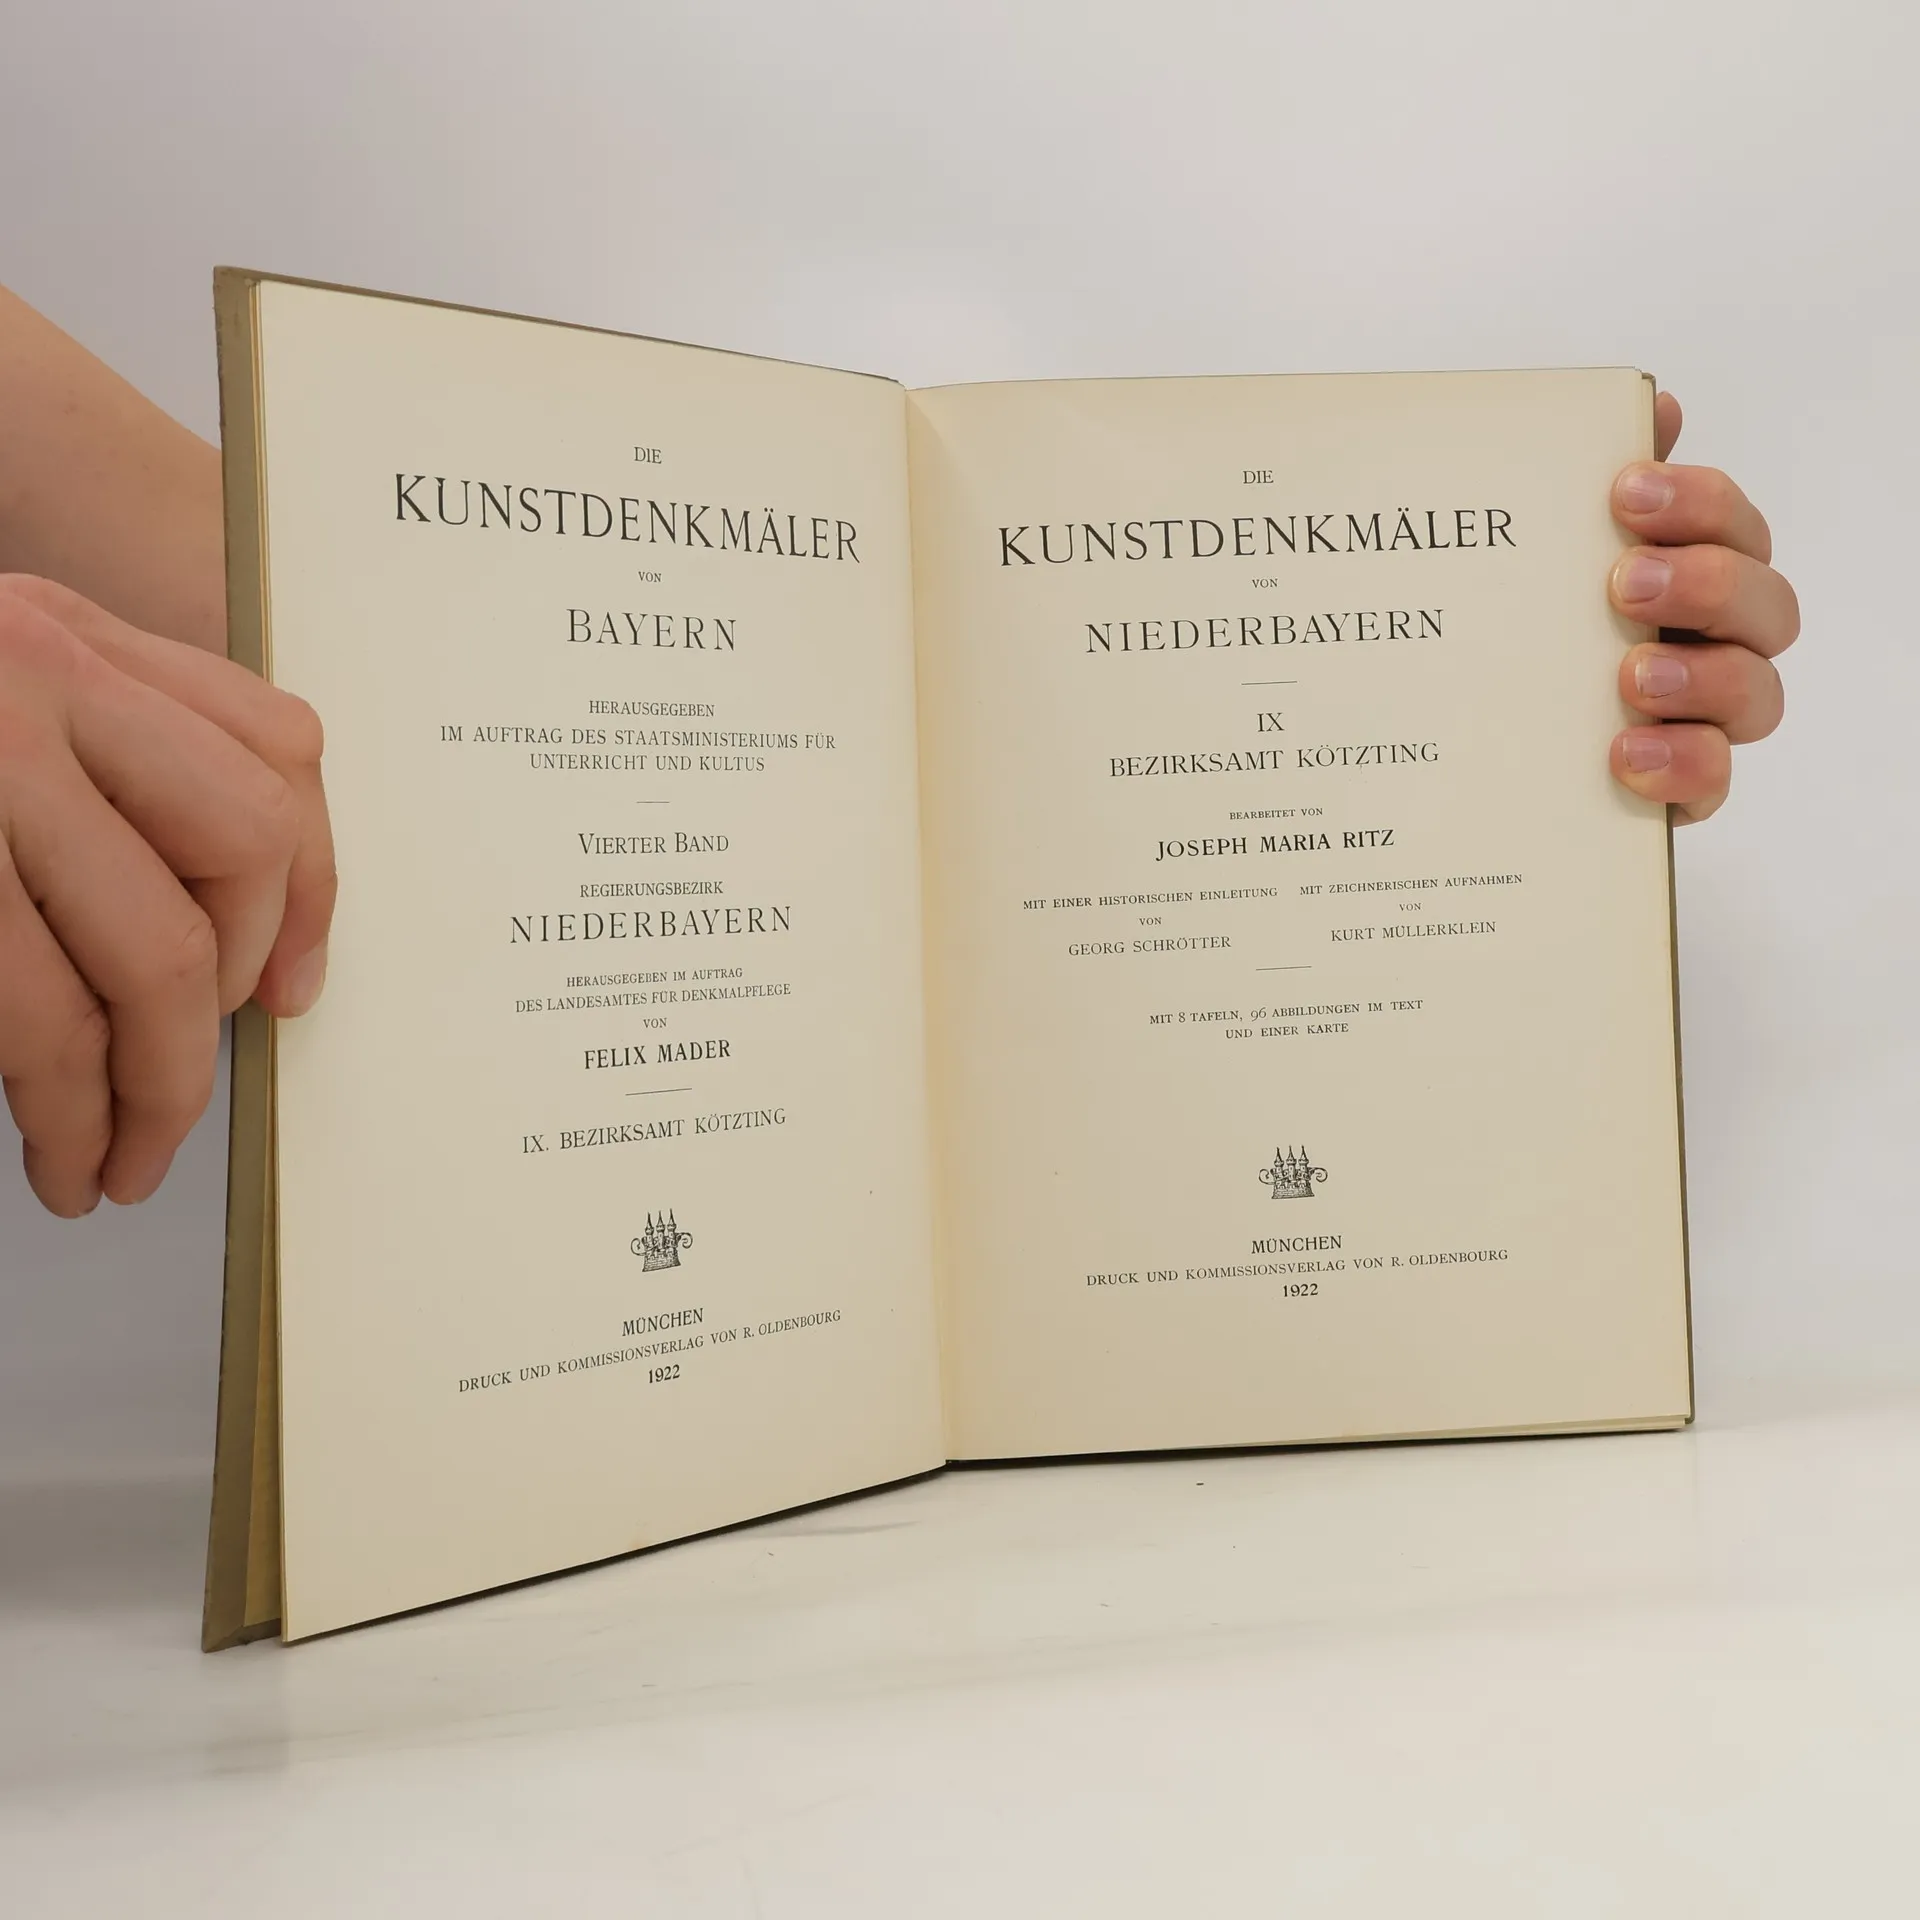 DIE
KUNSTDENKMÄLER
VON
BAYERN
HERAUSGEGEBEN
IM AUFTRAG DES STAATSMINISTERIUMS FÜR
UNTERRICHT UND KULTUS
VIERTER BAND
REGIERUNGSBEZIRK
NIEDERBAYERN
HERAUSGEGEBEN IM AUFTRAG
DES LANDESAMTES FÜR DENKMALPFLEGE
VON
FELIX MADER
IX. BEZIRKSAMT KÖTZTING
MÜNCHEN
DRUCK UND KOMMISSIONSVERLAG VON R. OLDENBOURG
1922
DIE
KUNSTDENKMÄLER
VON
NIEDERBAYERN
IX
BEZIRKSAMT KÖTZTING
BEARBEITET VON
JOSEPH MARIA RITZ
MIT EINER HISTORISCHEN EINLEITUNG
VON
GEORG SCHRÖTTER
MIT ZEICHNERISCHEN AUFNAHMEN
VON
KURT MÜLLERKLEIN
MIT 8 TAFELN, 96 ABBILDUNGEN IM TEXT
UND EINER KARTE
MÜNCHEN
DRUCK UND KOMMISSIONSVERLAG VON R. OLDENBOURG
1922